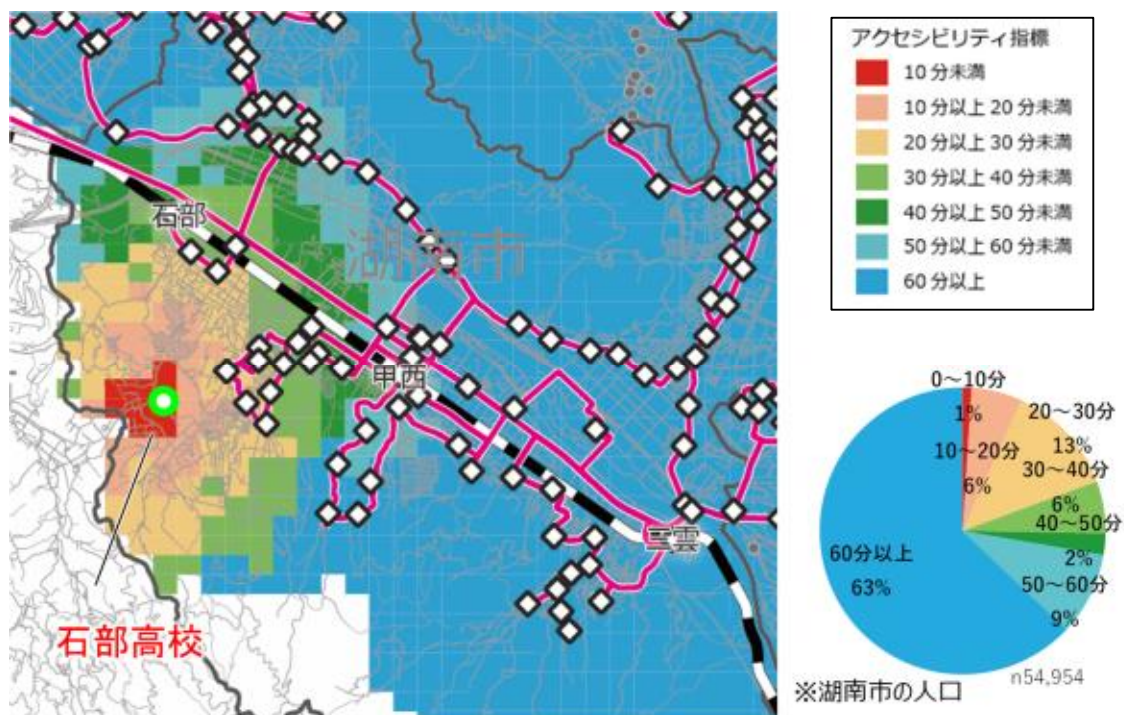 石部
湖南市
甲西
三雲
石部高校
アクセシビリティ指標
10分未満
10分以上20分未満
20分以上30分未満
30分以上40分未満
40分以上50分未満
50分以上60分未満
60分以上
0～10分
1%
10～20分
6%
20～30分
13%
30～40分
6%
40～50分
2%
50～60分
9%
60分以上
63%
n54,954
※湖南市の人口